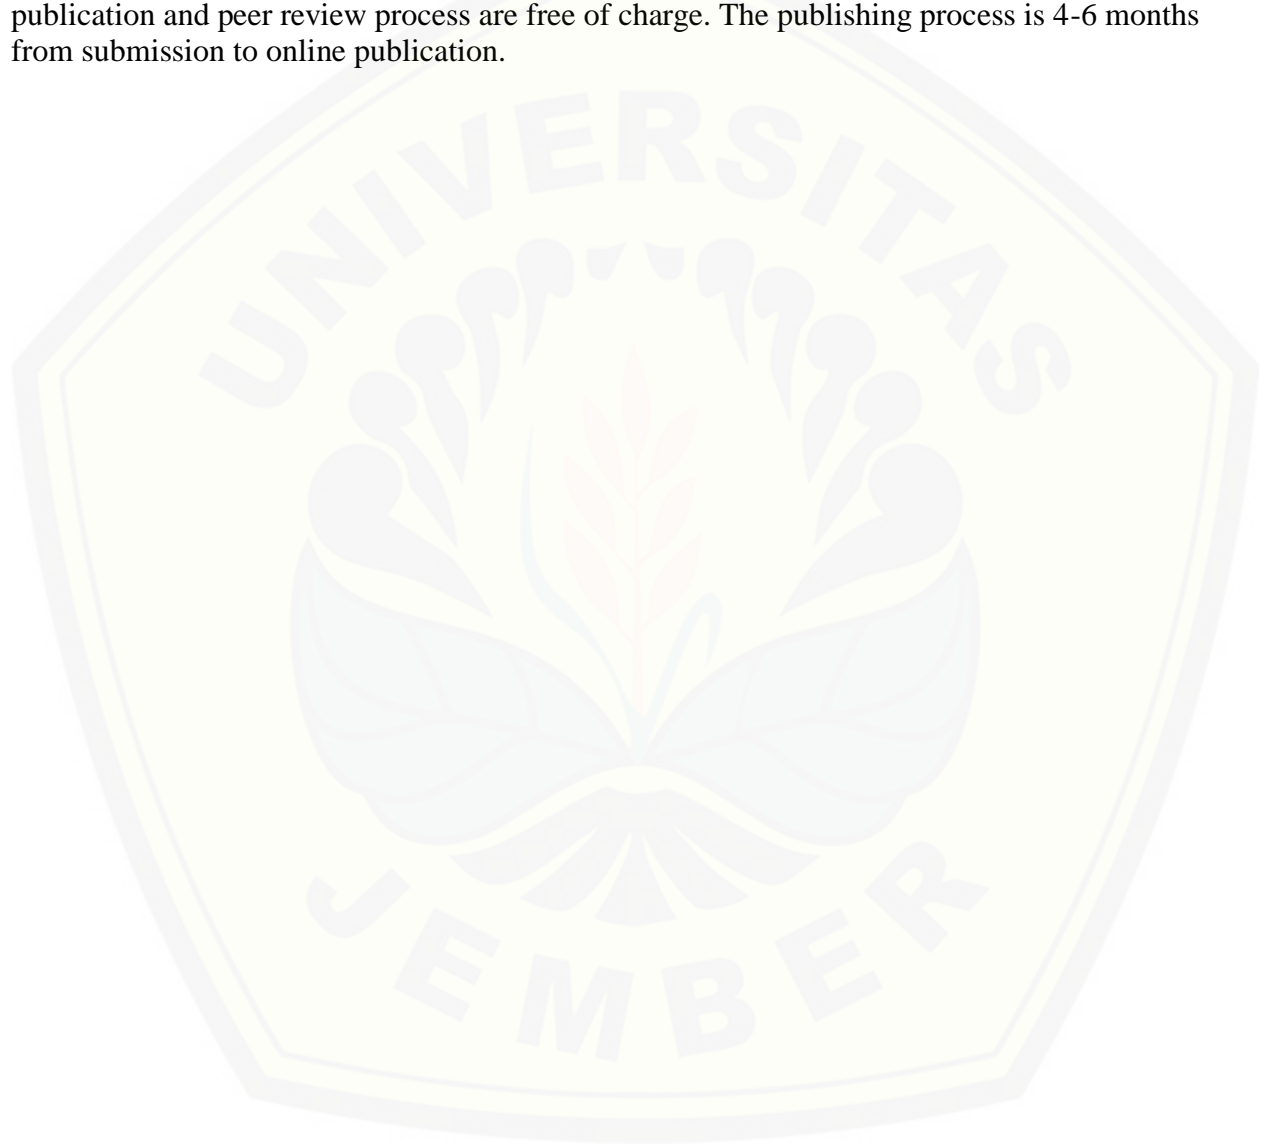 publication and peer review process are free of charge. The publishing process is 4-6 months
from submission to online publication.
UNIVERSITAS
JEMBER